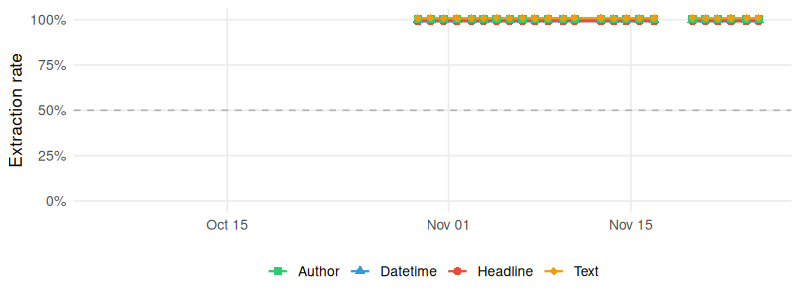 100%
75%
50%
25%
0%
Extraction rate
Oct 15 Nov 01 Nov 15
Author Datetime Headline Text